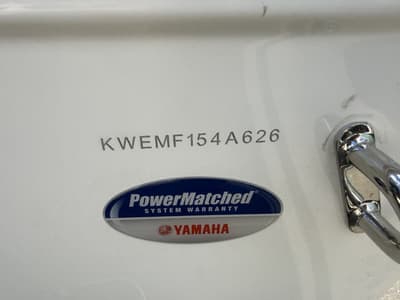 KWEMF154A626
PowerMatched®
SYSTEM WARRANTY
YAMAHA